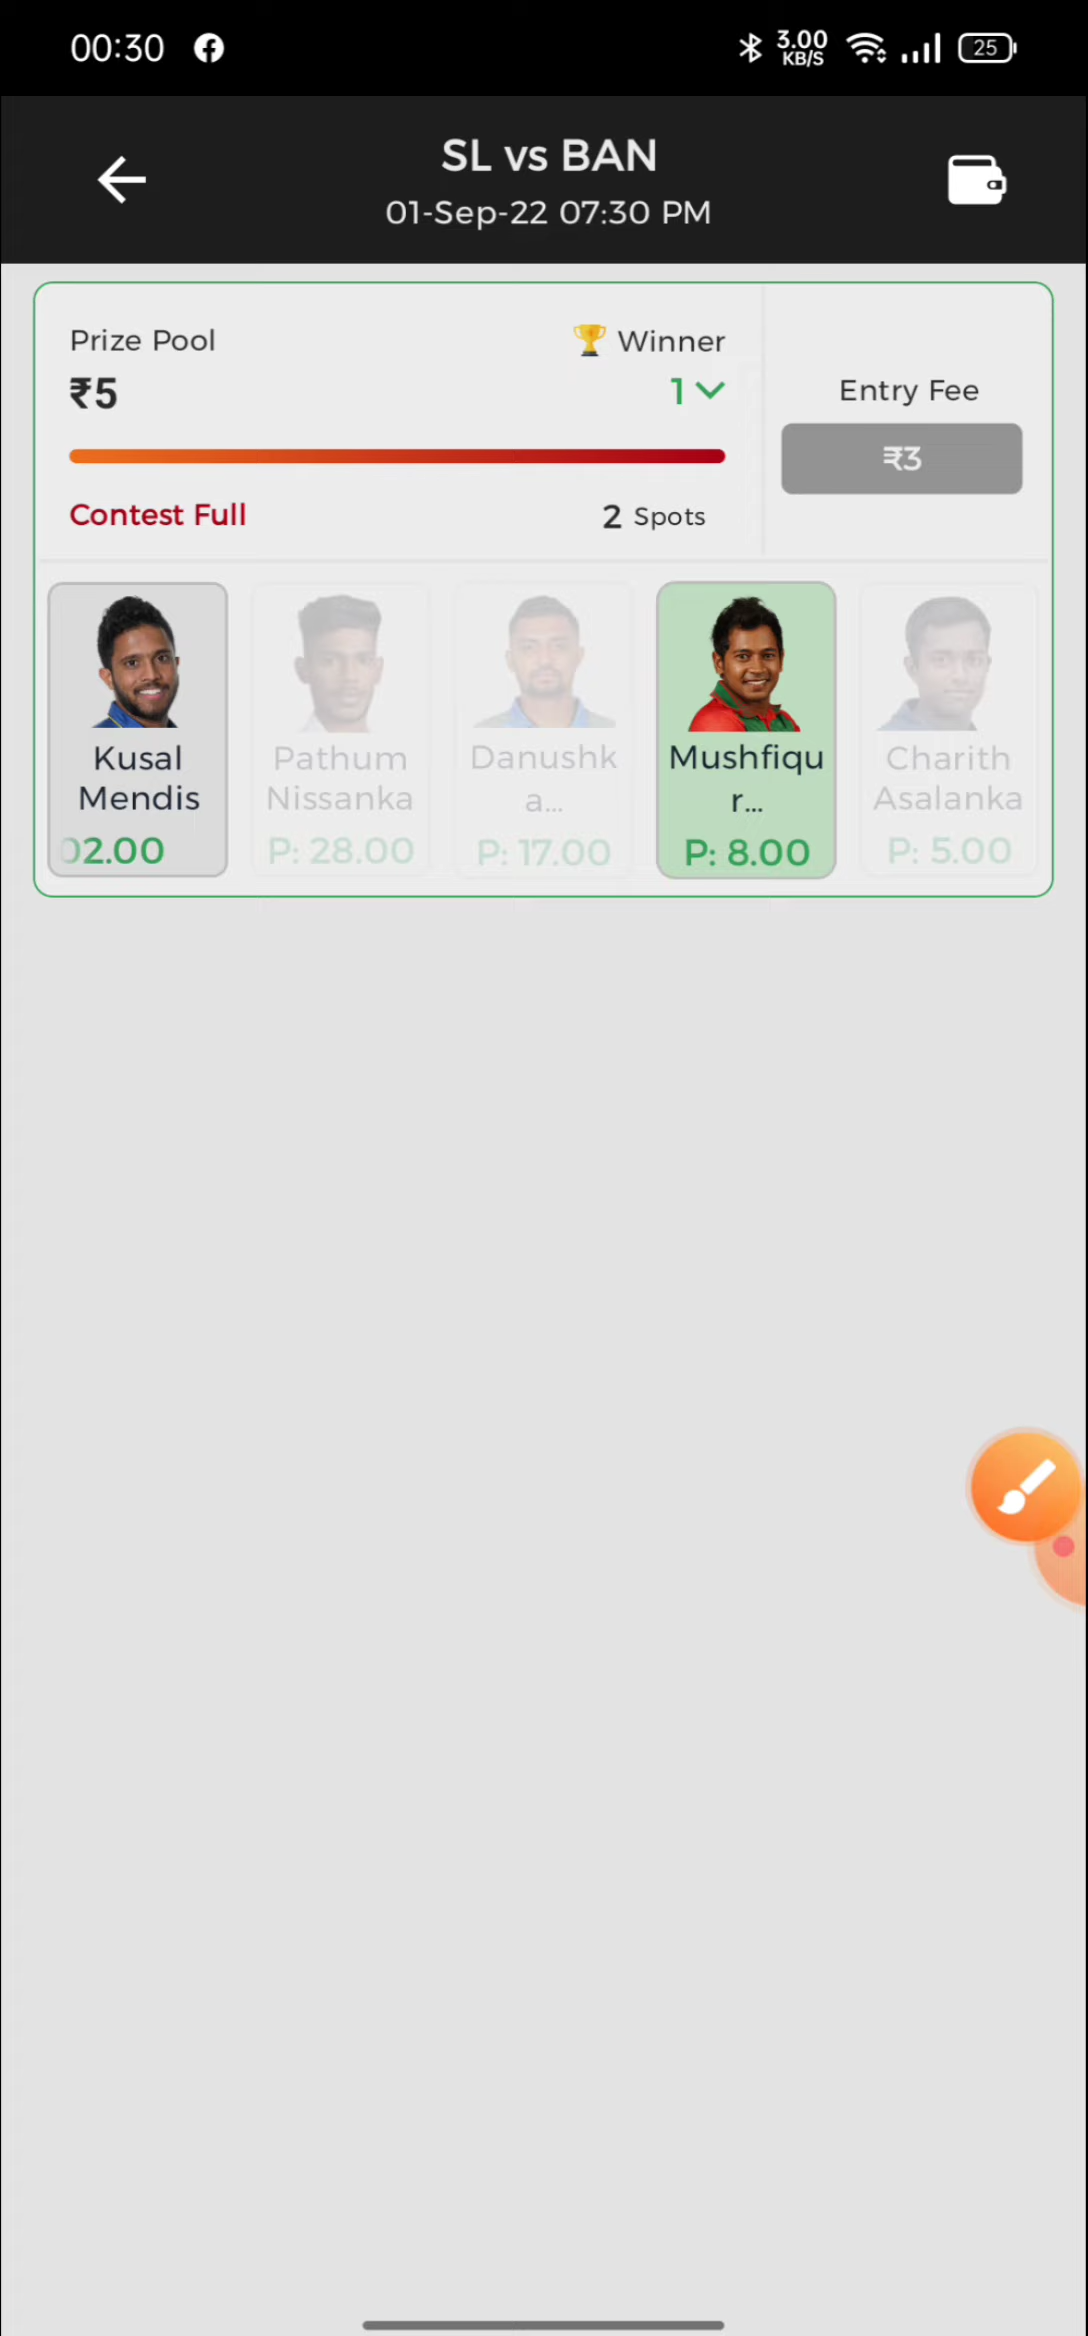 00:30 3.00 KB/S 25
SL vs BAN
01-Sep-22 07:30 PM
Prize Pool Winner
₹5 1
Entry Fee
₹3
Contest Full 2 Spots
Kusal Mendis
02.00
Pathum Nissanka
P: 28.00
Danushk a...
P: 17.00
Mushfiqu r...
P: 8.00
Charith Asalanka
P: 5.00